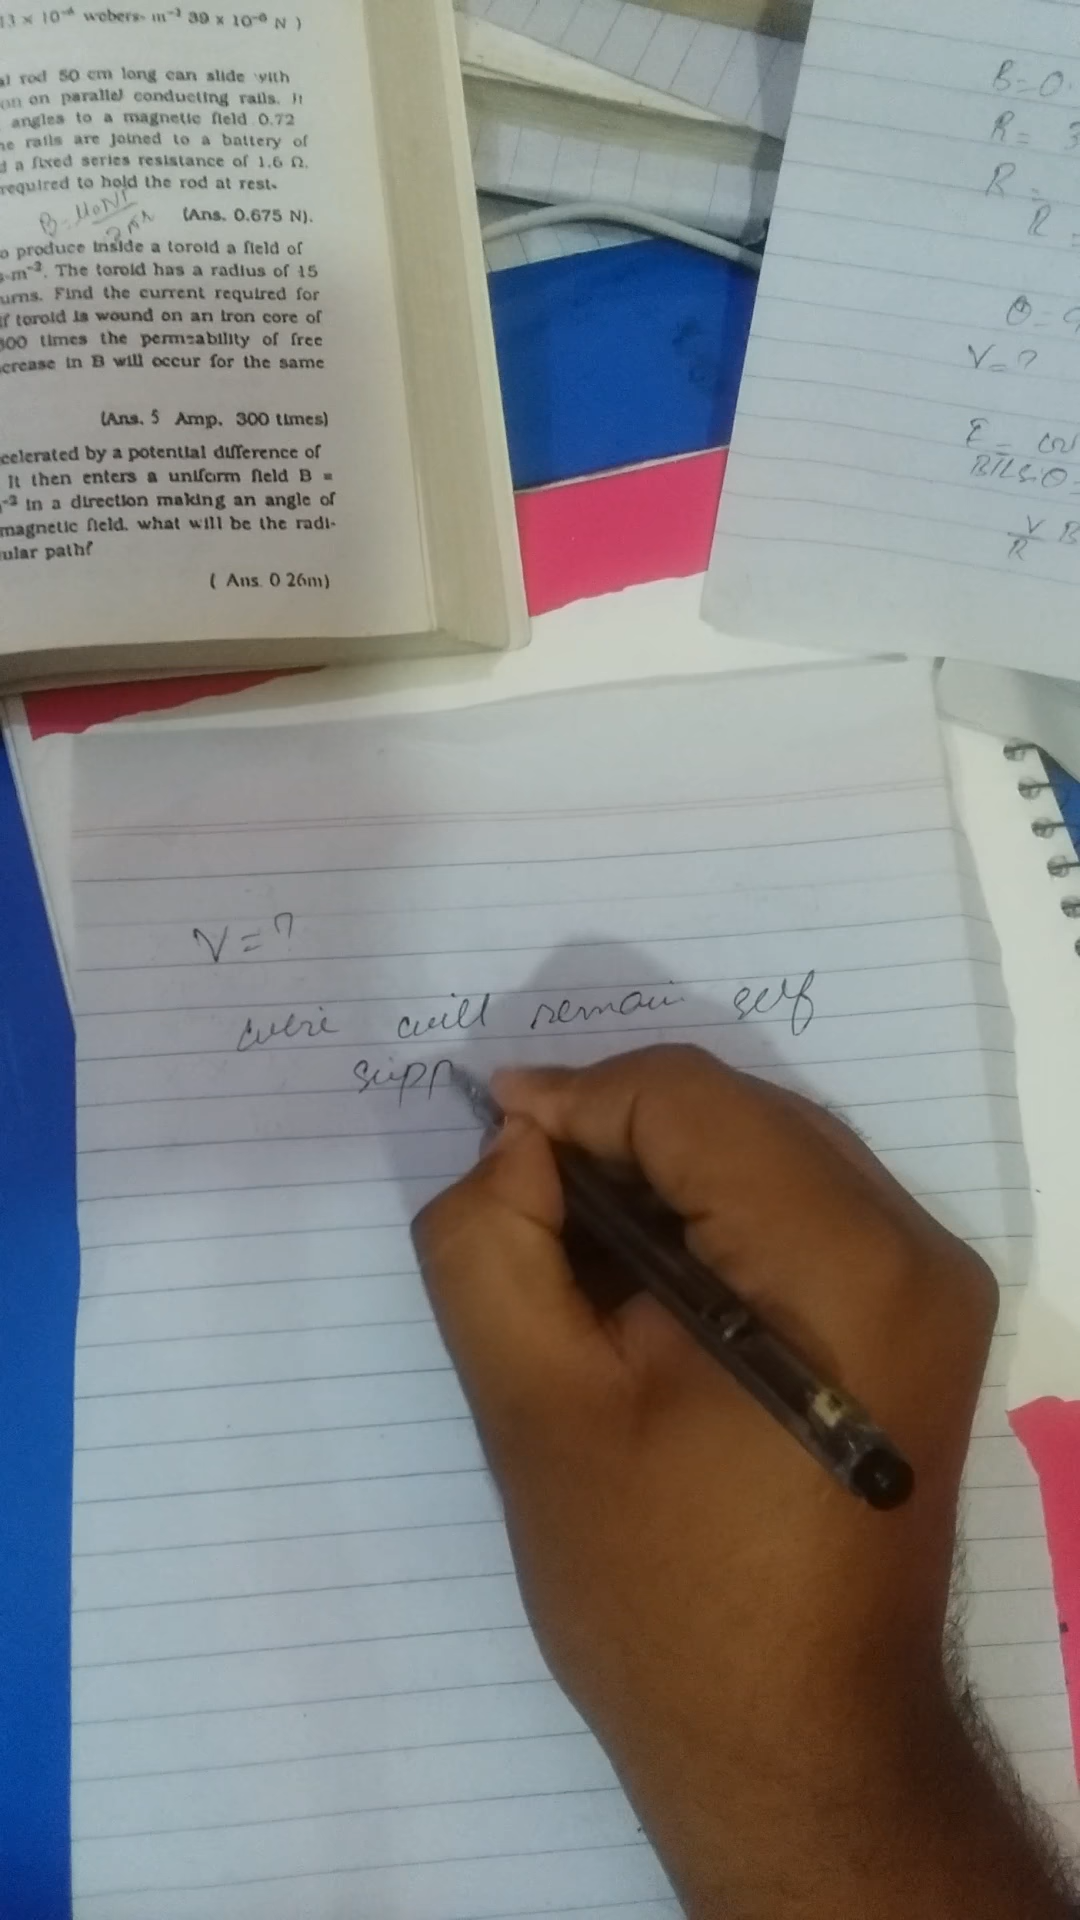 13 × 10⁻⁶ webers- m⁻² 39 × 10⁻⁶ N )
rod 50 cm long can slide with
on on parallel conducting rails. It
angles to a magnetic field 0.72
rails are joined to a battery of
a fixed series resistance of 1.6 Ω.
required to hold the rod at rest.
(Ans. 0.675 N).
produce inside a toroid a field of
m⁻². The toroid has a radius of 15
urns. Find the current required for
toroid is wound on an iron core of
300 times the permeability of free
crease in B will occur for the same
(Ans. 5 Amp. 300 times)
celerated by a potential difference of
It then enters a uniform field B =
⁻² in a direction making an angle of
magnetic field. what will be the radi-
ular path?
( Ans. 0 26m)
B=0.
R= 3
R =
R =
θ=9
V=?
V=?
wire will remain self
supp